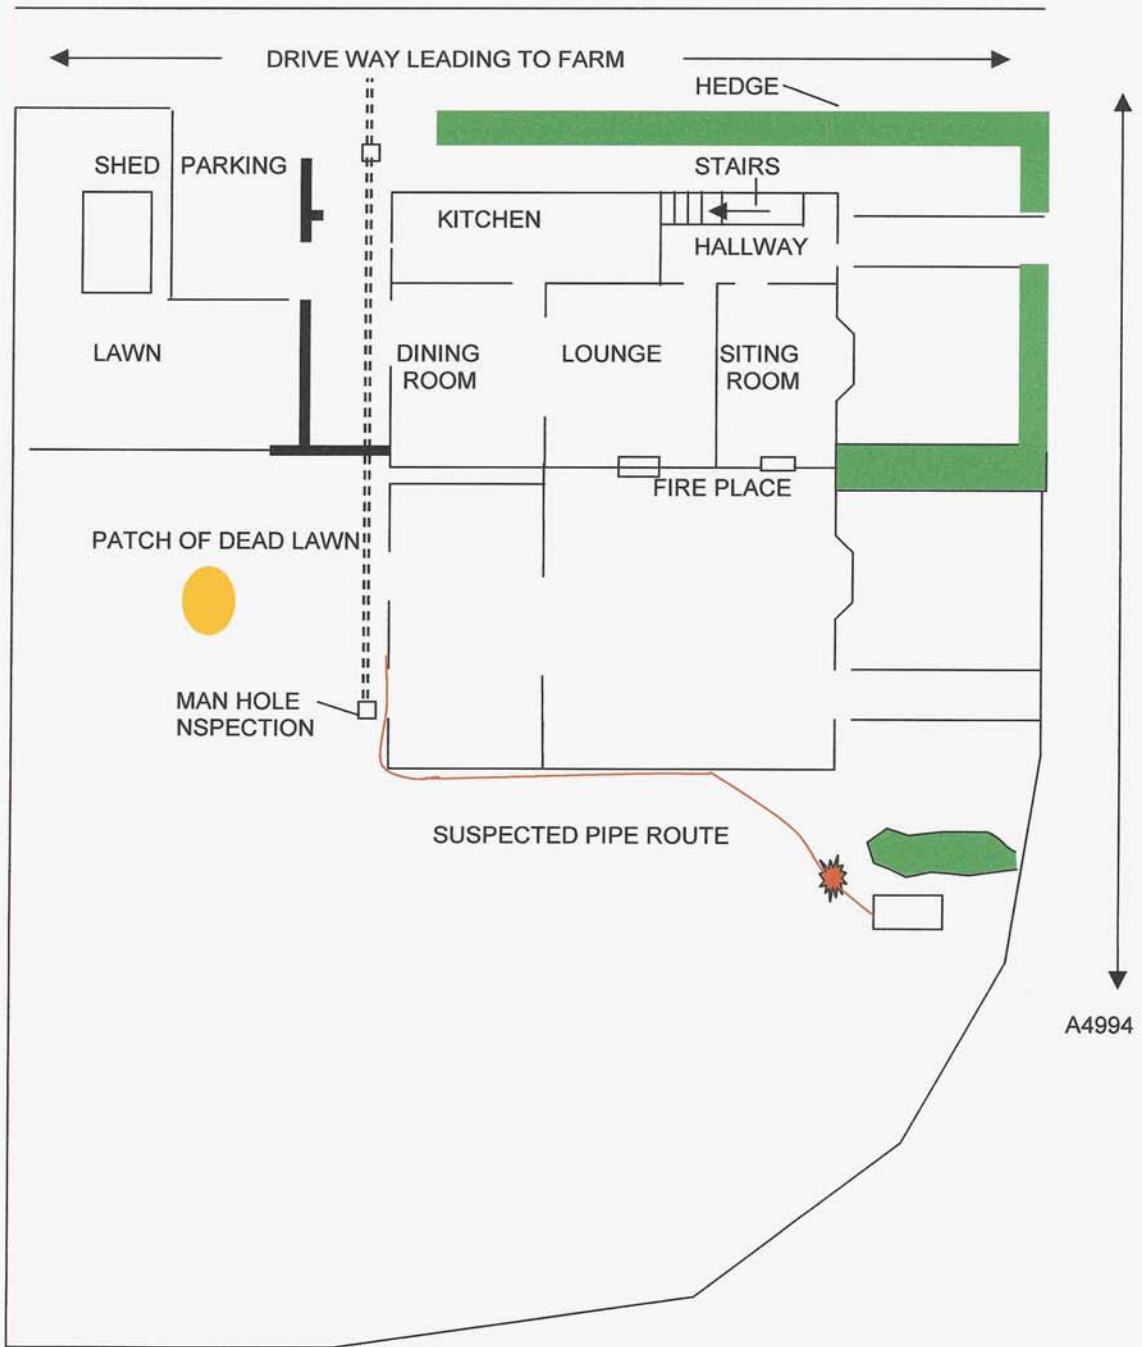 DRIVE WAY LEADING TO FARM
HEDGE
SHED
PARKING
STAIRS
KITCHEN
HALLWAY
LAWN
DINING
ROOM
LOUNGE
SITING
ROOM
FIRE PLACE
PATCH OF DEAD LAWN
MAN HOLE
NSPECTION
SUSPECTED PIPE ROUTE
A4994